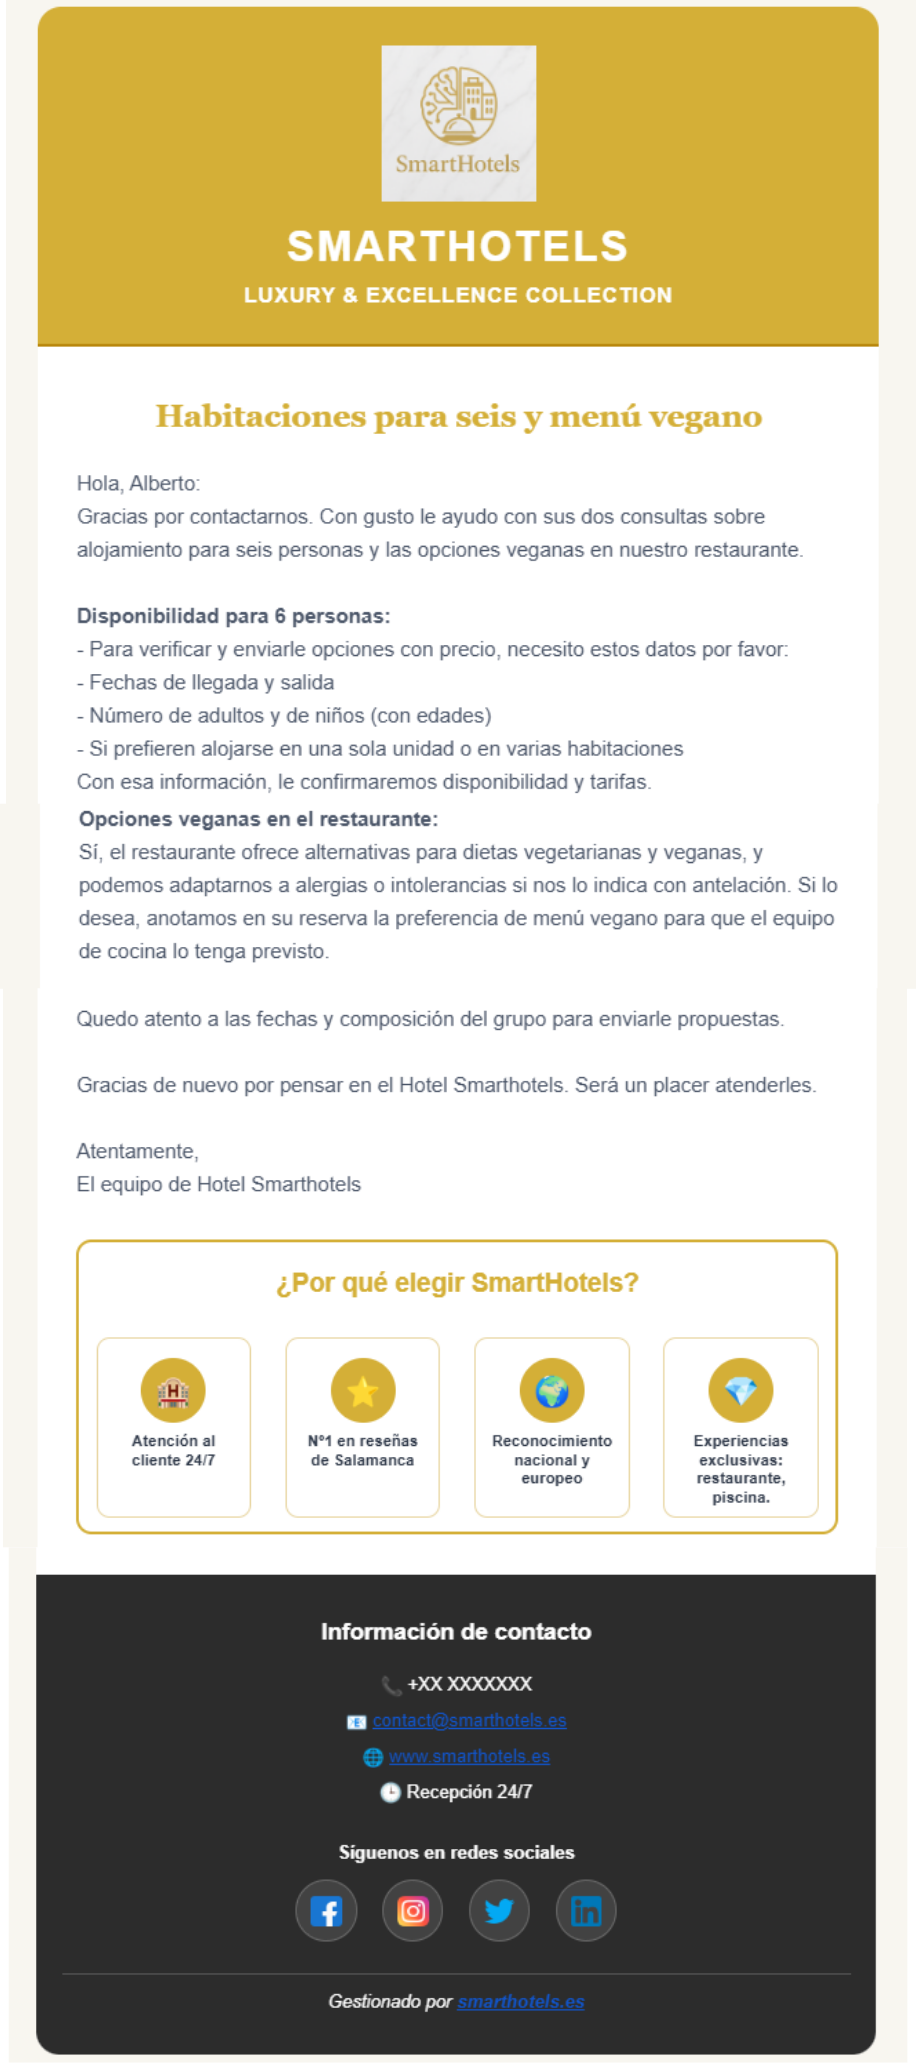 SmartHotels
SMARTHOTELS
LUXURY & EXCELLENCE COLLECTION
Habitaciones para seis y menú vegano
Hola, Alberto:
Gracias por contactarnos. Con gusto le ayudo con sus dos consultas sobre
alojamiento para seis personas y las opciones veganas en nuestro restaurante.
Disponibilidad para 6 personas:
- Para verificar y enviarle opciones con precio, necesito estos datos por favor:
- Fechas de llegada y salida
- Número de adultos y de niños (con edades)
- Si prefieren alojarse en una sola unidad o en varias habitaciones
Con esa información, le confirmaremos disponibilidad y tarifas.
Opciones veganas en el restaurante:
Sí, el restaurante ofrece alternativas para dietas vegetarianas y veganas, y
podemos adaptarnos a alergias o intolerancias si nos lo indica con antelación. Si lo
desea, anotamos en su reserva la preferencia de menú vegano para que el equipo
de cocina lo tenga previsto.
Quedo atento a las fechas y composición del grupo para enviarle propuestas.
Gracias de nuevo por pensar en el Hotel Smarthotels. Será un placer atenderles.
Atentamente,
El equipo de Hotel Smarthotels
¿Por qué elegir SmartHotels?
Atención al
cliente 24/7
Nº1 en reseñas
de Salamanca
Reconocimiento
nacional y
europeo
Experiencias
exclusivas:
restaurante,
piscina.
Información de contacto
+XX XXXXXXX
contact@smarthotels.es
www.smarthotels.es
Recepción 24/7
Síguenos en redes sociales
Gestionado por smarthotels.es